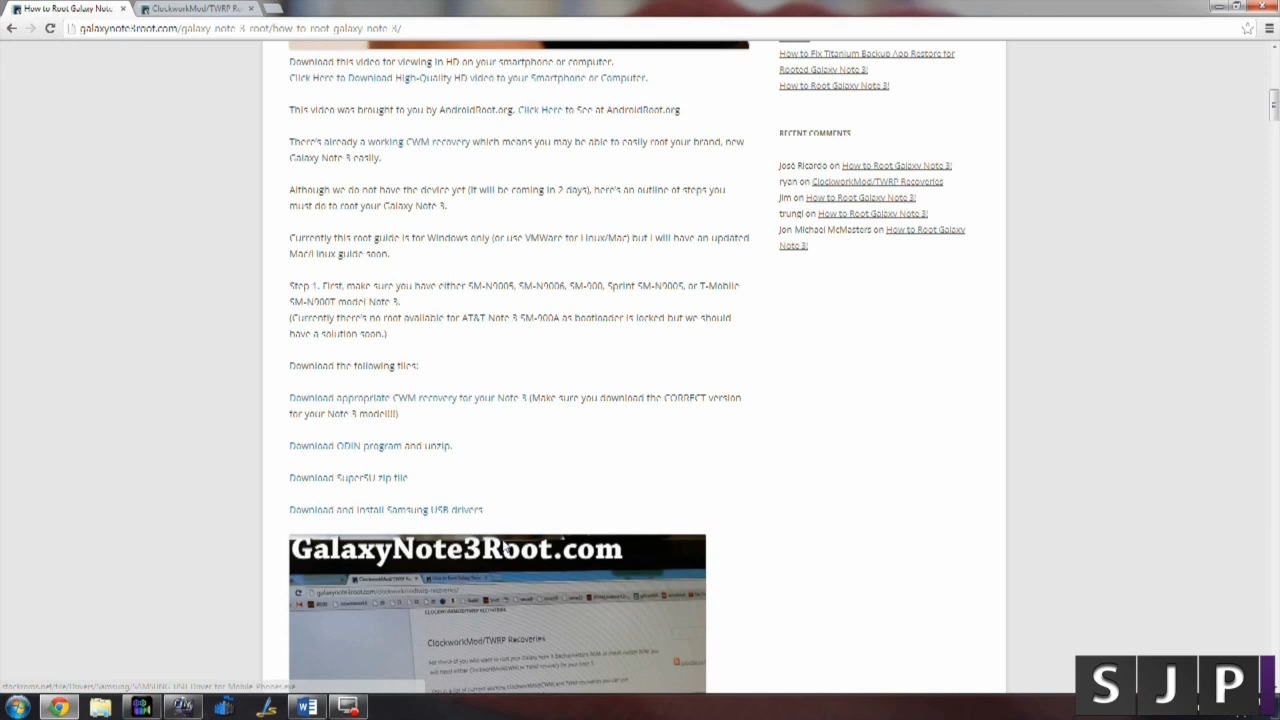 How to Root Galaxy Note
ClockworkMod/TWRP Re
galaxynote3root.com/galaxy-note-3-root/how-to-root-galaxy-note-3/
Download this video for viewing in HD on your smartphone or computer.
Click Here to Download High-Quality HD video to your Smartphone or Computer.
This video was brought to you by AndroidRoot.org, Click Here to See at AndroidRoot.org
There's already a working CWM recovery which means you may be able to easily root your brand, new
Galaxy Note 3 easily.
Although we do not have the device yet (it will be coming in 2 days), here's an outline of steps you
must do to root your Galaxy Note 3.
Currently this root guide is for Windows only (or use VMWare for Linux/Mac) but I will have an updated
Mac/Linux guide soon.
Step 1. First, make sure you have either SM-N9005, SM-N9006, SM-900, Sprint SM-N900S, or T-Mobile
SM-N900T model Note 3.
(Currently there's no root available for AT&T Note 3 SM-900A as bootloader is locked but we should
have a solution soon.)
Download the following files:
Download appropriate CWM recovery for your Note 3 (Make sure you download the CORRECT version
for your Note 3 model!!!)
Download ODIN program and unzip.
Download SuperSU zip file
Download and install Samsung USB drivers
How to Fix Titanium Backup App Restore for
Rooted Galaxy Note 3!
How to Root Galaxy Note 3!
RECENT COMMENTS
José Ricardo on How to Root Galaxy Note 3!
ryan on ClockworkMod/TWRP Recoveries
Jim on How to Root Galaxy Note 3!
trungl on How to Root Galaxy Note 3!
Jon Michael McMasters on How to Root Galaxy
Note 3!
GalaxyNote3Root.com
ClockworkMod/TWRP Recoveries
stockroms.net/file/Drivers/Samsung/SAMSUNG_USB_Driver_for_Mobile_Phones.exe
SJP